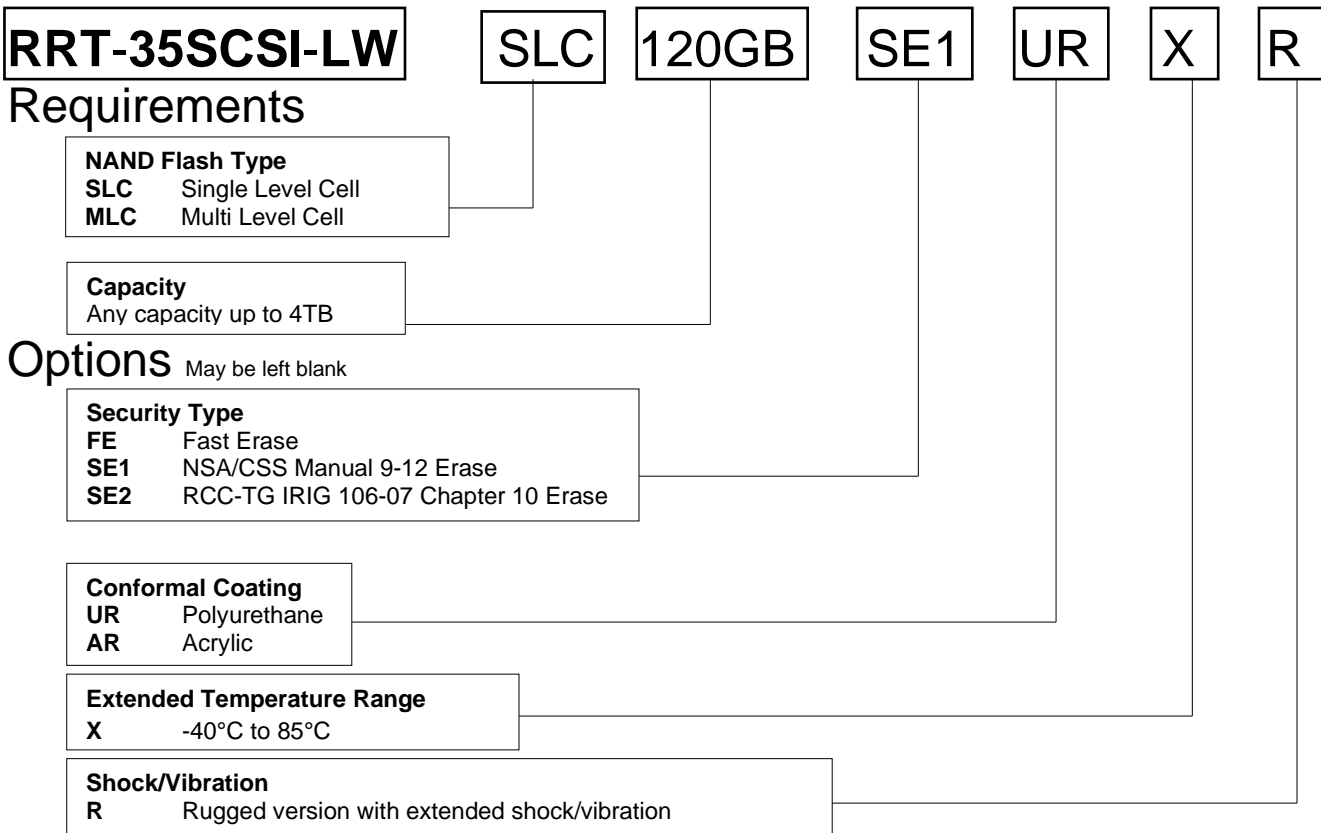 RRT-35SCSI-LW SLC 120GB SE1 UR X R
Requirements
NAND Flash Type
SLC Single Level Cell
MLC Multi Level Cell
Capacity
Any capacity up to 4TB
Options May be left blank
Security Type
FE Fast Erase
SE1 NSA/CSS Manual 9-12 Erase
SE2 RCC-TG IRIG 106-07 Chapter 10 Erase
Conformal Coating
UR Polyurethane
AR Acrylic
Extended Temperature Range
X -40°C to 85°C
Shock/Vibration
R Rugged version with extended shock/vibration